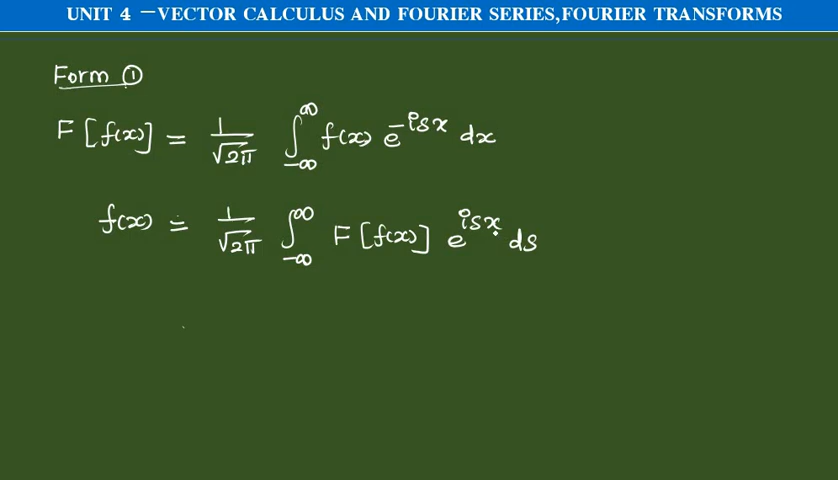 UNIT 4 —VECTOR CALCULUS AND FOURIER SERIES,FOURIER TRANSFORMS
Form ①
F[f(x)] = 1/√2π ∫_{-∞}^{∞} f(x) e^{-isx} dx
f(x) = 1/√2π ∫_{-∞}^{∞} F[f(x)] e^{isx} ds